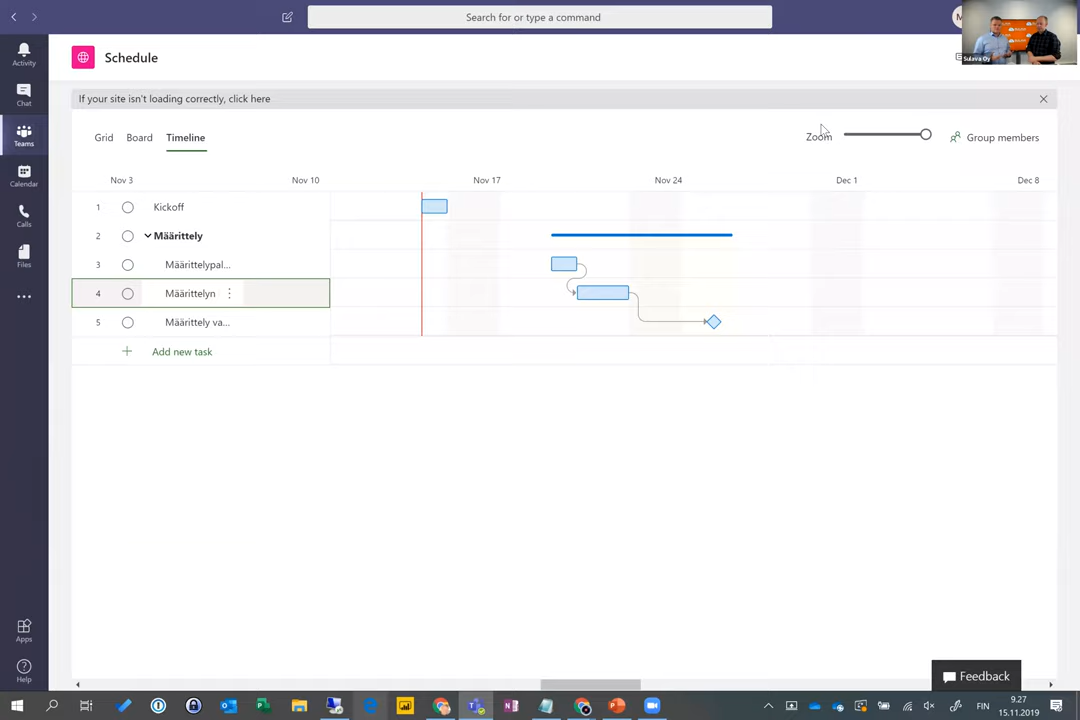 Search for or type a command
M
Sulava Oy
Activity
Chat
Teams
Calendar
Calls
Files
Apps
Help
Schedule
If your site isn't loading correctly, click here
Grid Board Timeline
Zoom
Group members
Nov 3 Nov 10 Nov 17 Nov 24 Dec 1 Dec 8
1 Kickoff
2 Määrittely
3 Määrittelypal...
4 Määrittelyn
5 Määrittely va...
Add new task
Feedback
FIN
9.27
15.11.2019